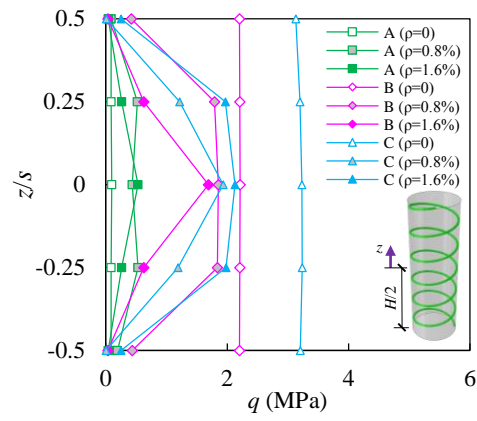 0.5
0.25
0
-0.25
-0.5
z/s
0
2
4
6
q (MPa)
A (ρ=0)
A (ρ=0.8%)
A (ρ=1.6%)
B (ρ=0)
B (ρ=0.8%)
B (ρ=1.6%)
C (ρ=0)
C (ρ=0.8%)
C (ρ=1.6%)
z
H/2